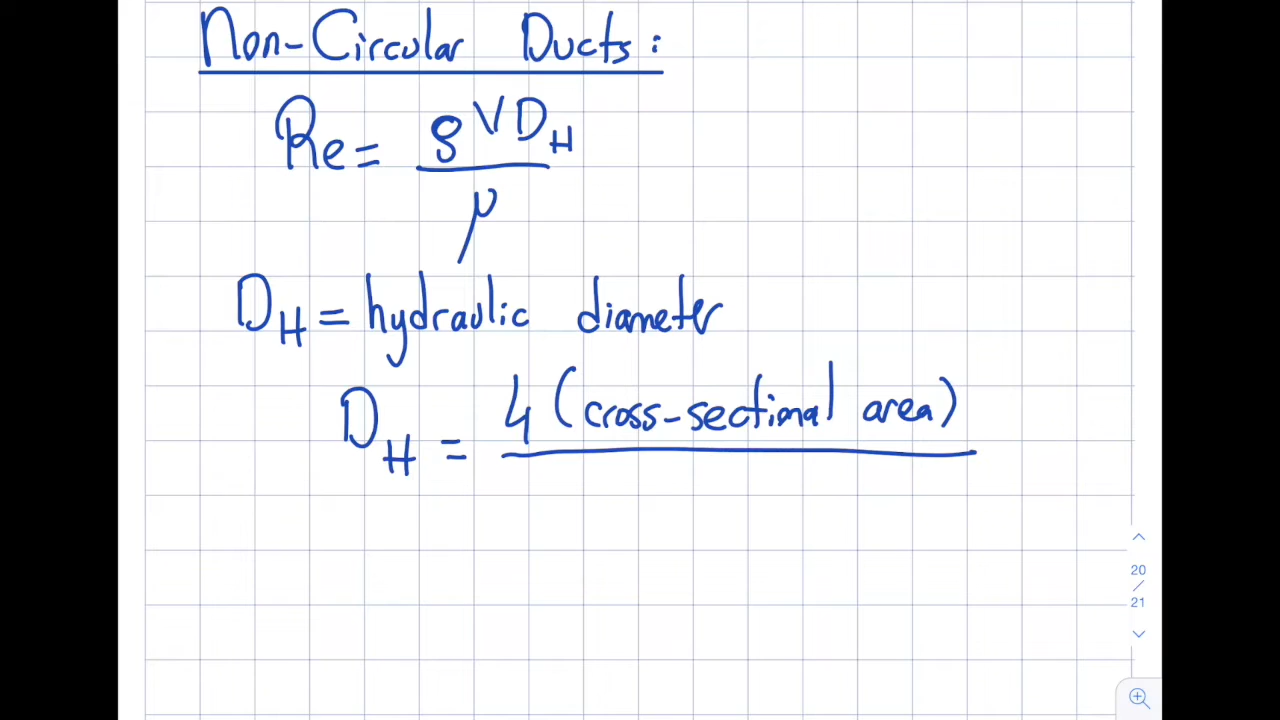 Non-Circular Ducts:
Re = ρVD_H / μ
D_H = hydraulic diameter
D_H = 4 (cross-sectional area)
20
/
21